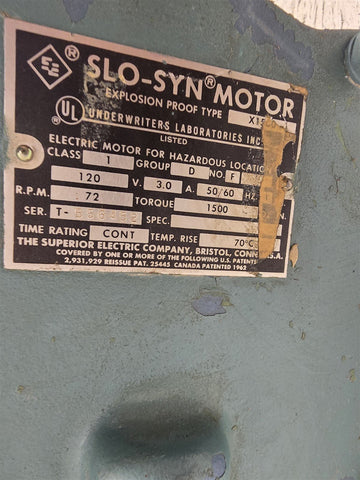 SLO-SYN® MOTOR
EXPLOSION PROOF TYPE
UL UNDERWRITERS LABORATORIES INC.
LISTED
ELECTRIC MOTOR FOR HAZARDOUS LOCATION
CLASS 1 GROUP D NO. F
120 V. 3.0 A. 50/60 HZ.
R.P.M. 72 TORQUE 1500
SER. T- SPEC.
TIME RATING CONT TEMP. RISE 70°C
THE SUPERIOR ELECTRIC COMPANY, BRISTOL, CONN. U.S.A.
COVERED BY ONE OR MORE OF THE FOLLOWING U.S. PATENTS
2,931,929 REISSUE PAT. 25445 CANADA PATENTED 1962